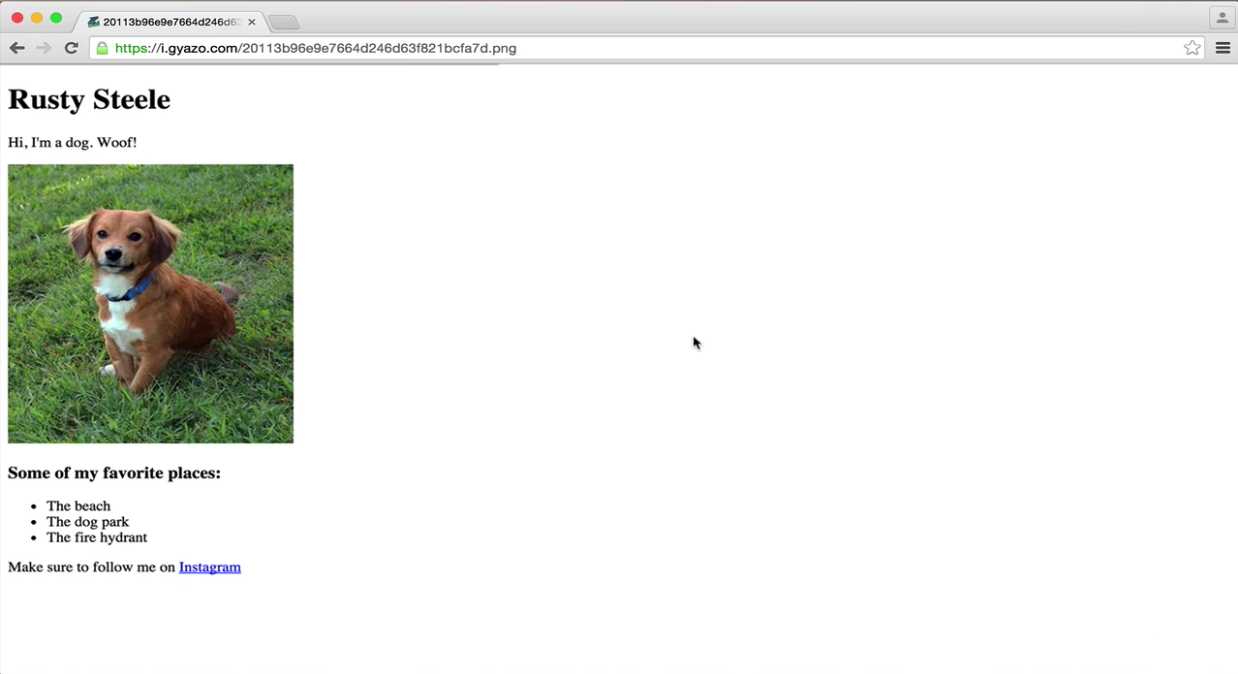 20113b96e9e7664d246d63
https://i.gyazo.com/20113b96e9e7664d246d63f821bcfa7d.png
Rusty Steele
Hi, I'm a dog. Woof!
Some of my favorite places:
• The beach
• The dog park
• The fire hydrant
Make sure to follow me on Instagram